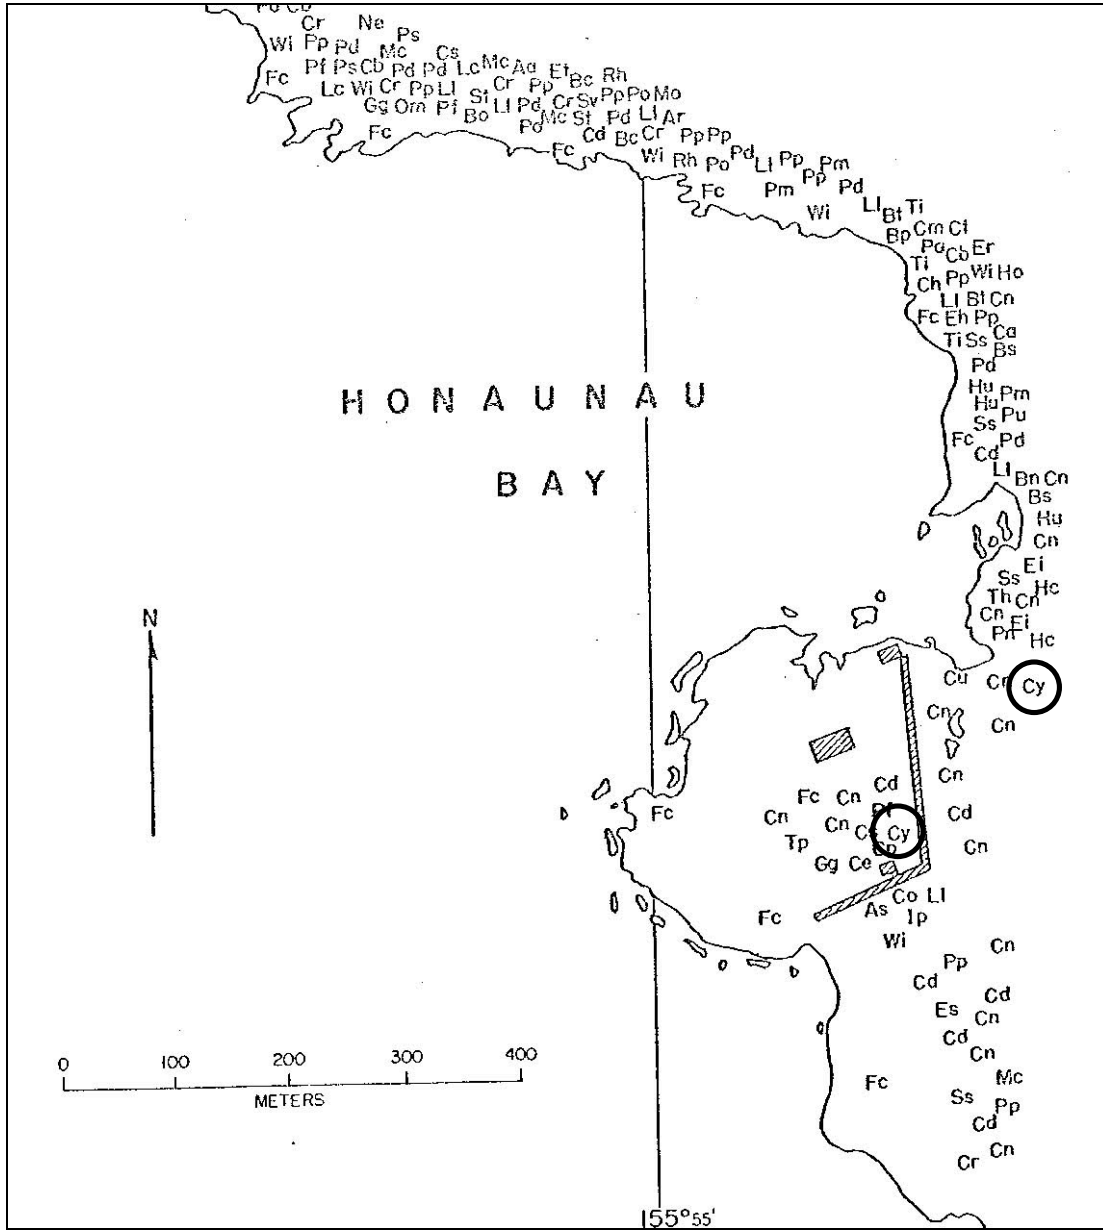 Cr Ne
Ps
Wi Pp Pd Mc Cs
Pf Ps Cb Pd Pd Lc Mc Aa Et Bc Rh
Fc Lc Wi Cr Pp Ll St Cr Pp Cr Sv Pp Po Mo
Gg Om Pf Bo Ll Pd Mc St Pd Ll Ar
Fc Po Cd Bc Cr Pp Pp
Fc Wi Rh Po Pd Ll Pp Pm
Fc Pm Pp Pd
Wi Ll Bt Ti
Bp Cm Ct
Pa Cb Er
Ti Ch Pp Wi Ho
Ll Bt Cn
Fc Eh Pp
Ti Ss Ca
Bs
Pd
HONAUNAU
Hu Pm
Hu Pu
Ss
Fc Cd Pd
BAY
Ll Bn Cn
Bs
Hu
Cn
Ei
Ss Hc
Th Cn
Cn Ei
Pn Hc
N
Cu Cr Cy
Cn Cn
Cn
Cd
Fc Cn
Fc Cn Cd
Tp Cn Cy
Cn
Gg Ce
Co Ll
Fc As Ip
Wi
Cn
Pp
Cd
Cd
Es Cn
Cd
Cn
0 100 200 300 400
METERS
Fc Mc
Ss Pp
Cd
Cn
Cr
155°55'